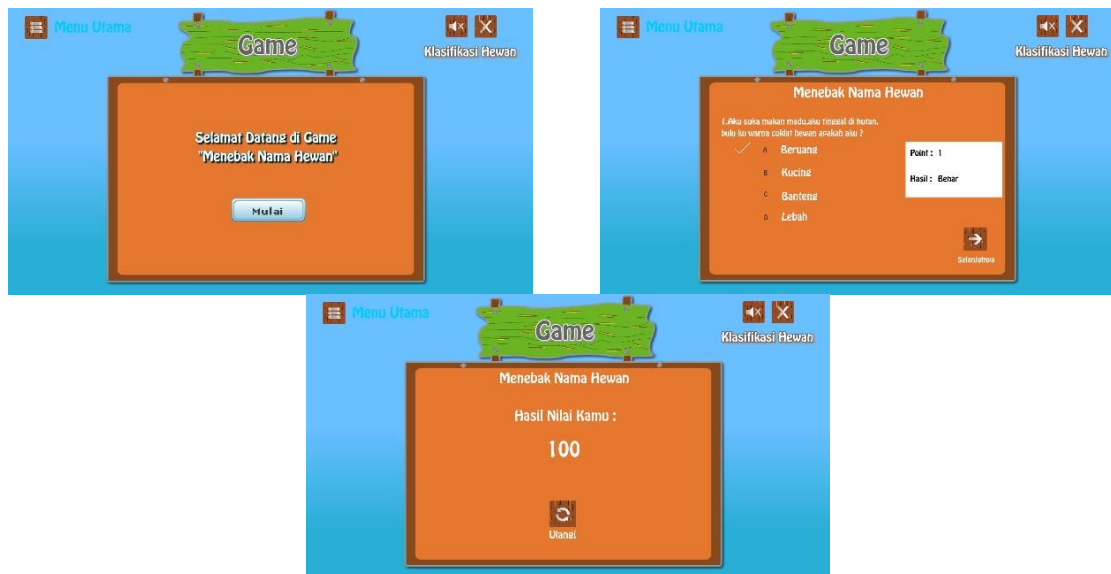 Menu Utama
Game
Klasifikasi Hewan
Selamat Datang di Game
"Menebak Nama Hewan"
Mulai
Menu Utama
Game
Klasifikasi Hewan
Menebak Nama Hewan
1.Aku suka makan madu,aku tinggal di hutan,
bulu ku warna coklat hewan apakah aku ?
A Beruang
B Kucing
C Banteng
D Lebah
Point : 1
Hasil : Benar
Selanjutnya
Menu Utama
Game
Klasifikasi Hewan
Menebak Nama Hewan
Hasil Nilai Kamu :
100
Ulangi